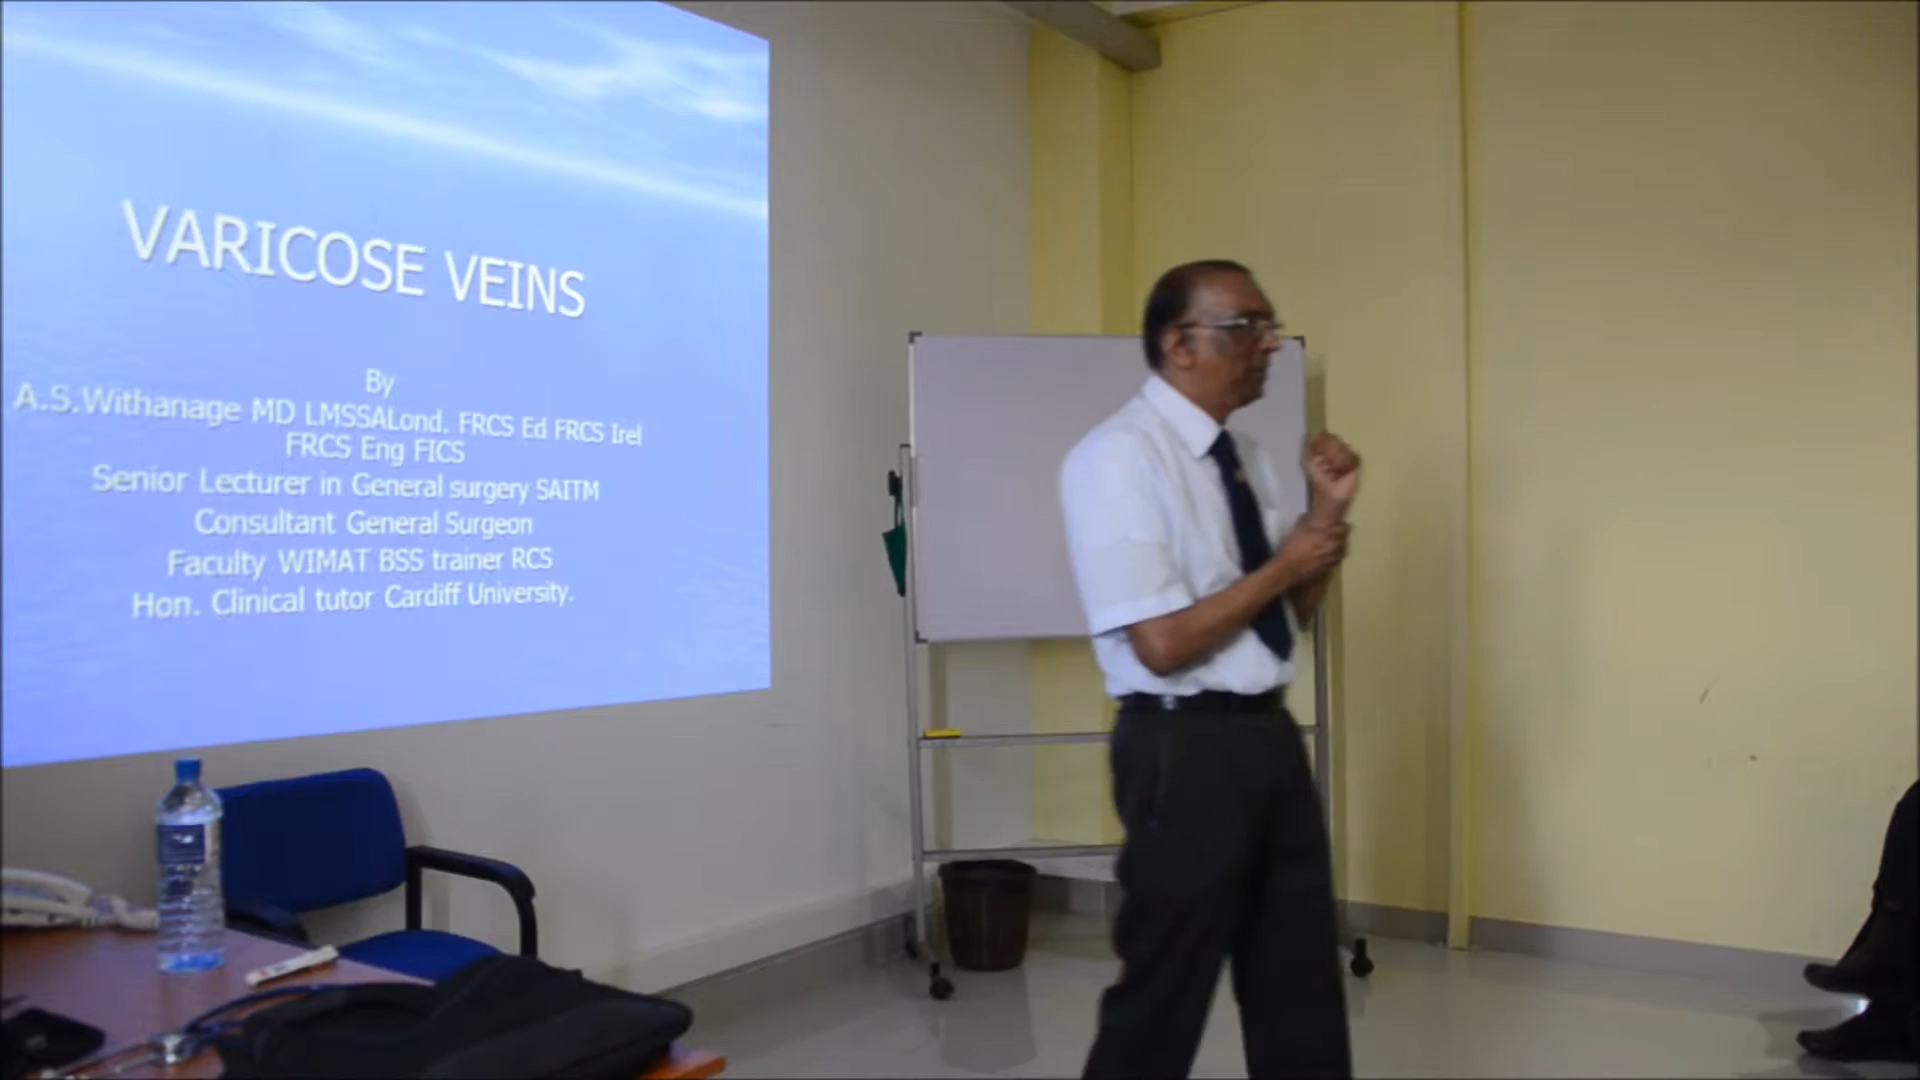 VARICOSE VEINS
By
A.S.Withanage MD LMSSALond. FRCS Ed FRCS Irel
FRCS Eng FICS
Senior Lecturer in General surgery SAITM
Consultant General Surgeon
Faculty WIMAT BSS trainer RCS
Hon. Clinical tutor Cardiff University.